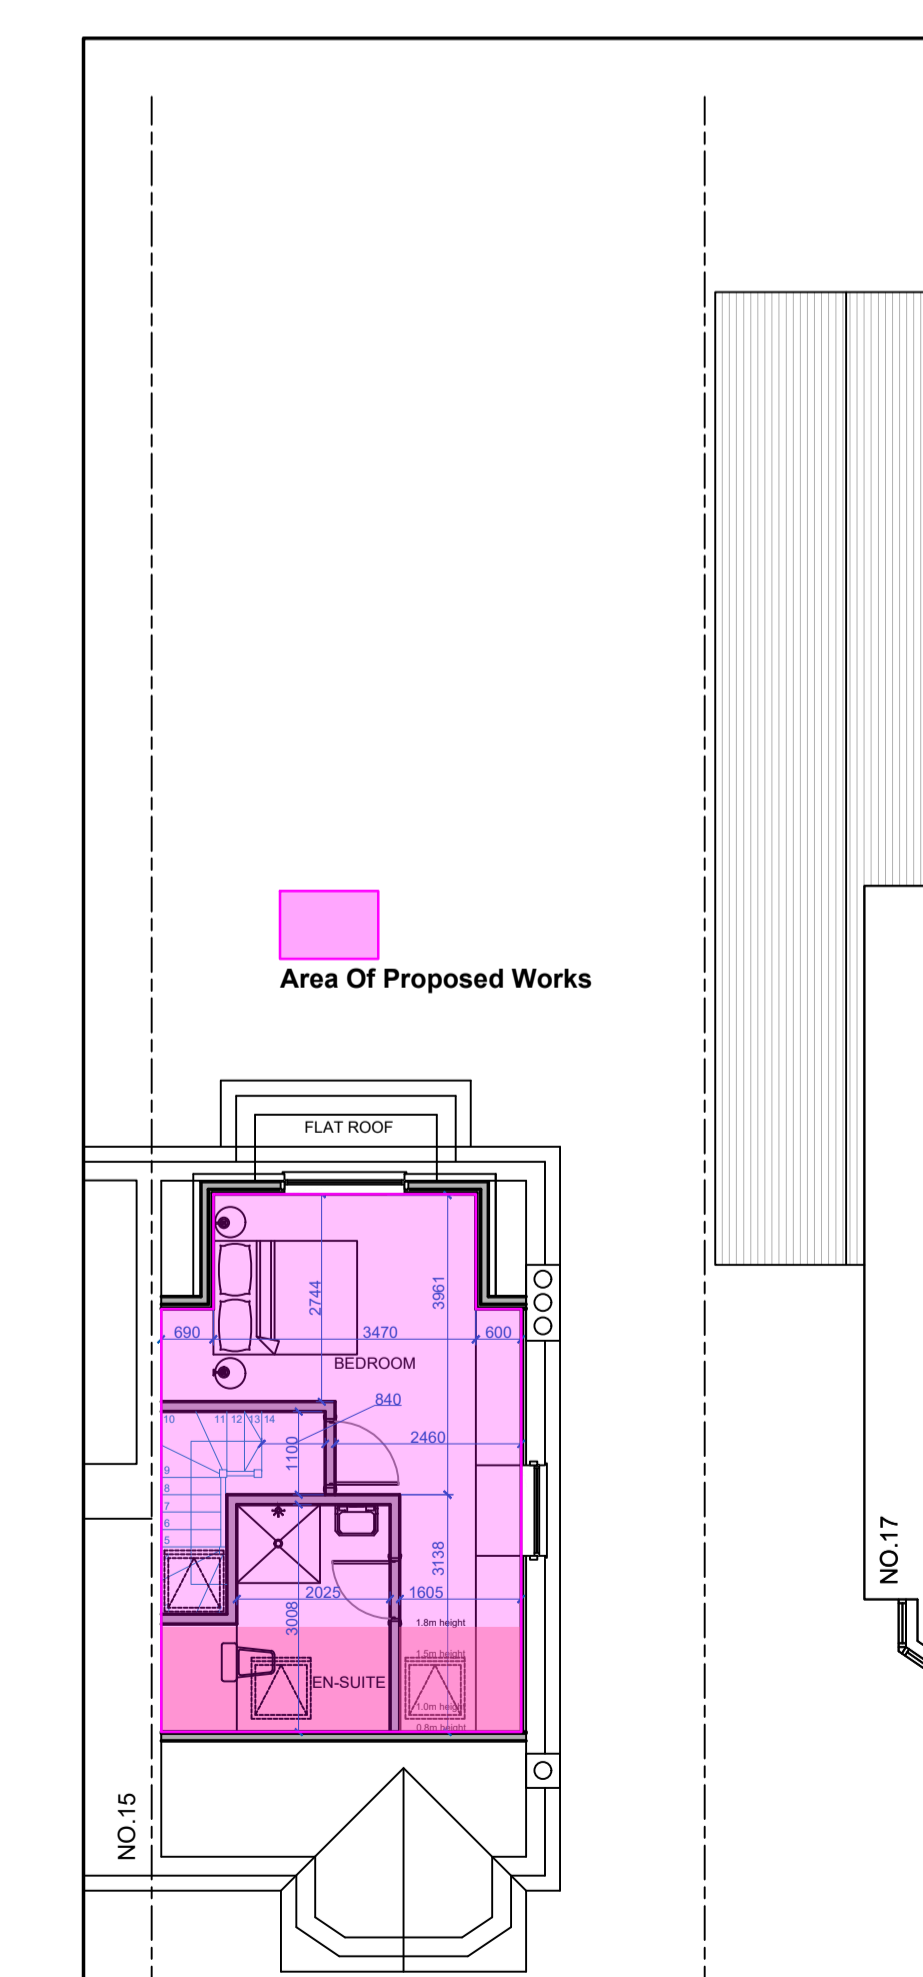 Area Of Proposed Works
FLAT ROOF
2744
3961
690
3470
600
BEDROOM
840
10
11
12
13
14
1100
2460
9
8
7
6
5
NO.17
3138
2025
1605
3008
1.8m height
1.5m height
EN-SUITE
1.0m height
0.8m height
NO.15